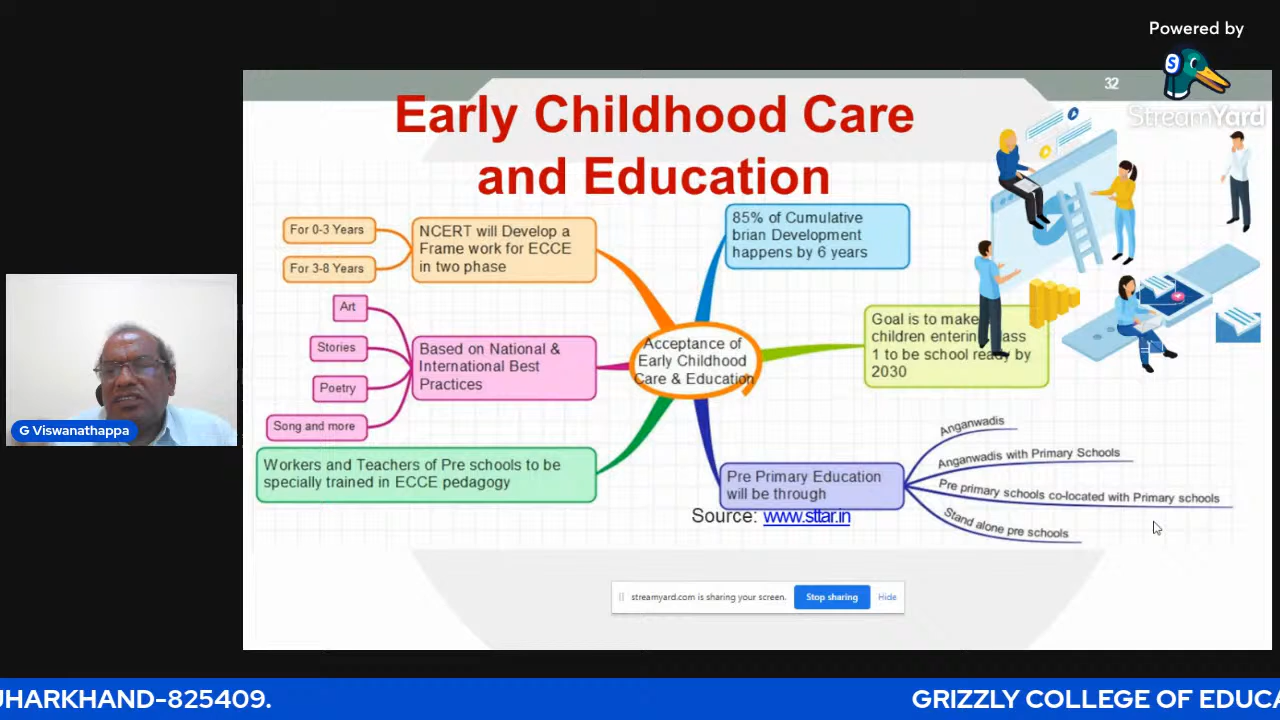 Powered by
StreamYard
32
Early Childhood Care
and Education
For 0-3 Years
For 3-8 Years
NCERT will Develop a
Frame work for ECCE
in two phase
85% of Cumulative
brian Development
happens by 6 years
Art
Stories
Poetry
Song and more
Based on National &
International Best
Practices
Acceptance of
Early Childhood
Care & Education
Goal is to make
children entering
1 to be school ready by
2030
Workers and Teachers of Pre schools to be
specially trained in ECCE pedagogy
Pre Primary Education
will be through
Anganwadis
Anganwadis with Primary Schools
Pre primary schools co-located with Primary schools
Stand alone pre schools
Source: www.sttar.in
G Viswanathappa
streamyard.com is sharing your screen.
Stop sharing
Hide
JHARKHAND-825409.
GRIZZLY COLLEGE OF EDUCA